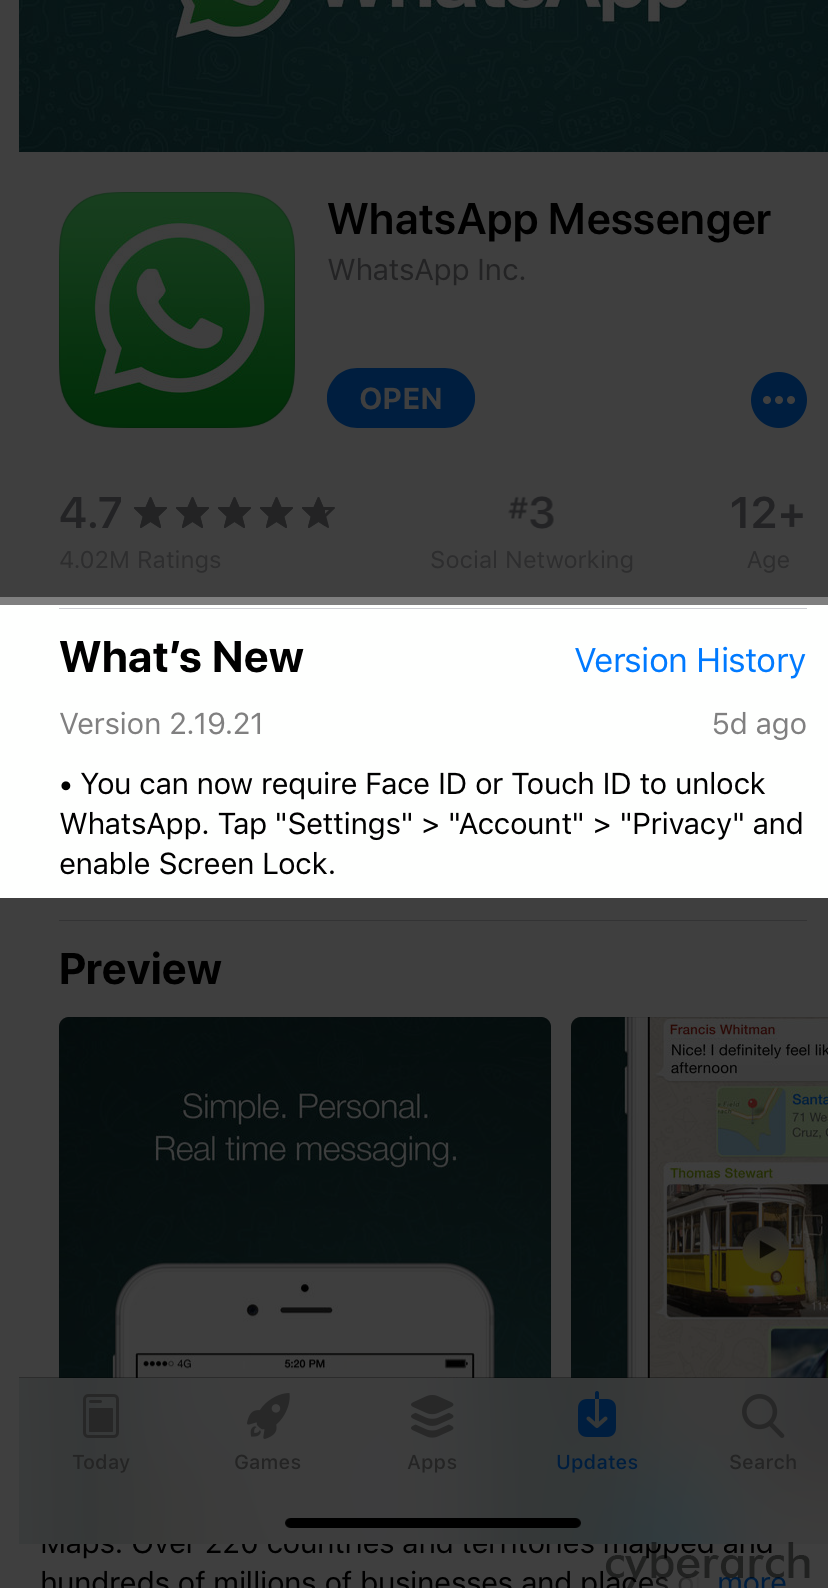 WhatsApp
WhatsApp Messenger
WhatsApp Inc.
OPEN
4.7
#3
12+
4.02M Ratings
Social Networking
Age
What's New
Version History
Version 2.19.21
5d ago
• You can now require Face ID or Touch ID to unlock
WhatsApp. Tap "Settings" > "Account" > "Privacy" and
enable Screen Lock.
Preview
Simple. Personal.
Real time messaging.
4G
5:20 PM
Francis Whitman
Nice! I definitely feel lik
afternoon
Santa
71 We
Cruz,
Thomas Stewart
11:4
Today
Games
Apps
Updates
Search
Maps. Over 220 countries and territories mapped and
hundreds of millions of businesses and places
more
cybergrch